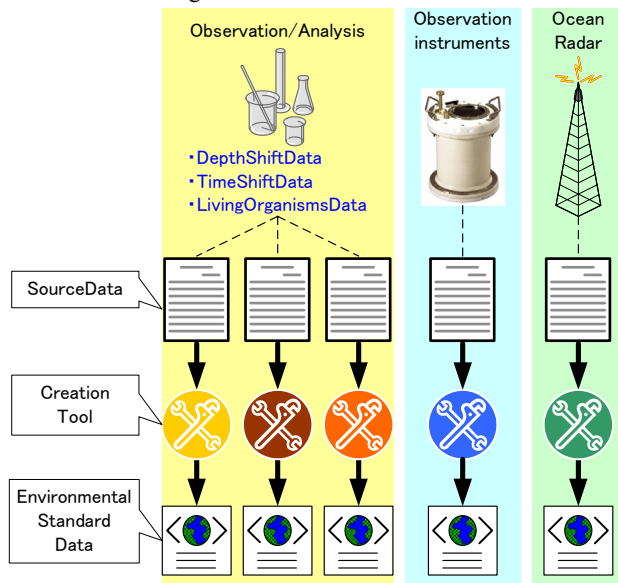 Observation/Analysis
Observation
instruments
Ocean
Radar
・DepthShiftData
・TimeShiftData
・LivingOrganismsData
SourceData
Creation
Tool
Environmental
Standard
Data